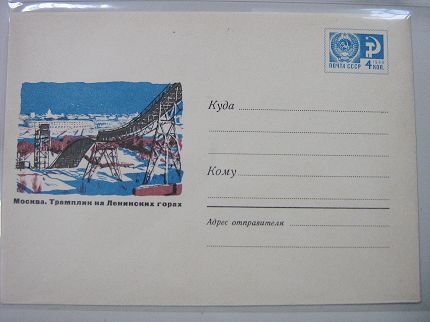 ПОЧТА СССР
4
КОП.
Куда
Кому
Москва. Трамплин на Ленинских горах
Адрес отправителя